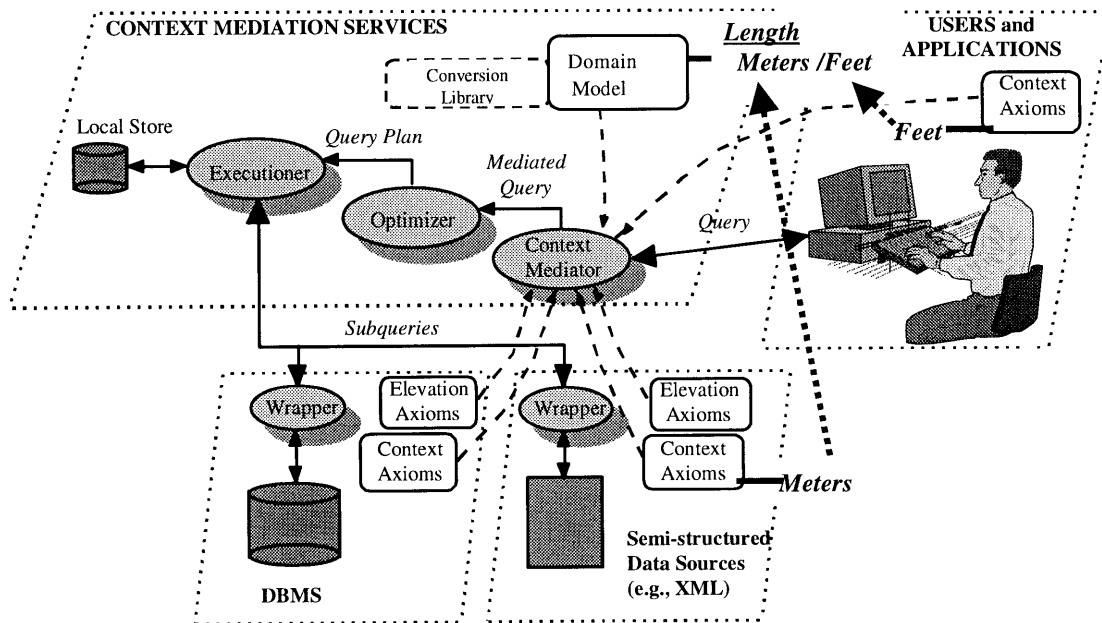 CONTEXT MEDIATION SERVICES
Length
Meters /Feet
USERS and
APPLICATIONS
Conversion
Library
Domain
Model
Context
Axioms
Feet
Local Store
Query Plan
Executioner
Mediated
Query
Optimizer
Context
Mediator
Query
Subqueries
Wrapper
Elevation
Axioms
Context
Axioms
Wrapper
Elevation
Axioms
Context
Axioms
Meters
DBMS
Semi-structured
Data Sources
(e.g., XML)